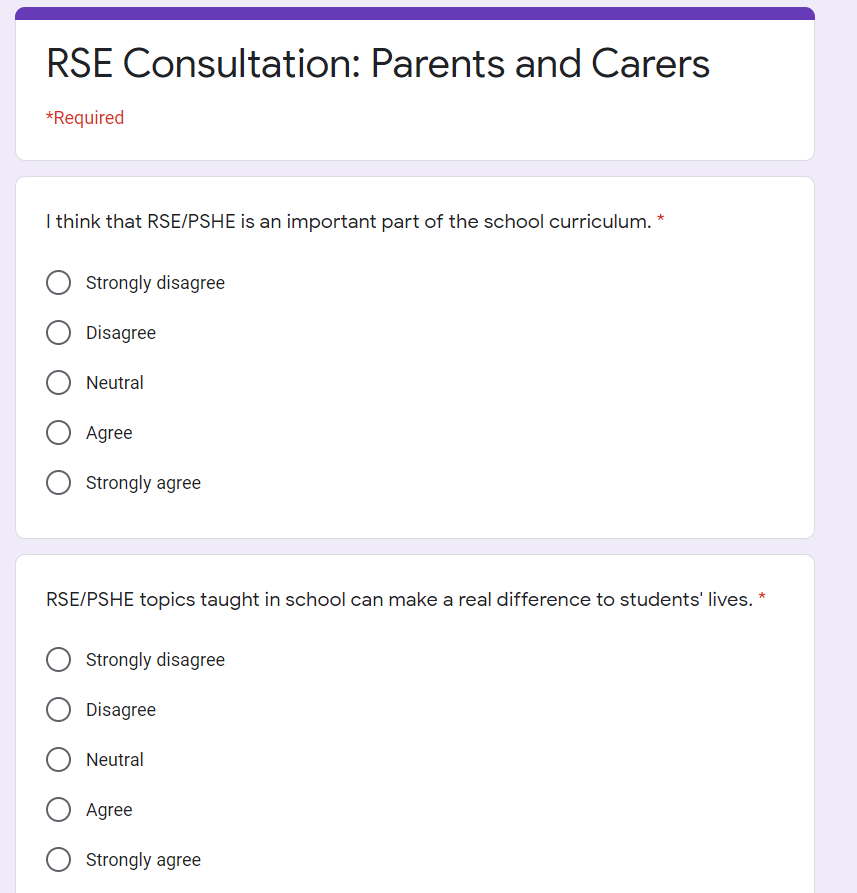 RSE Consultation: Parents and Carers
*Required
I think that RSE/PSHE is an important part of the school curriculum. *
Strongly disagree
Disagree
Neutral
Agree
Strongly agree
RSE/PSHE topics taught in school can make a real difference to students' lives. *
Strongly disagree
Disagree
Neutral
Agree
Strongly agree